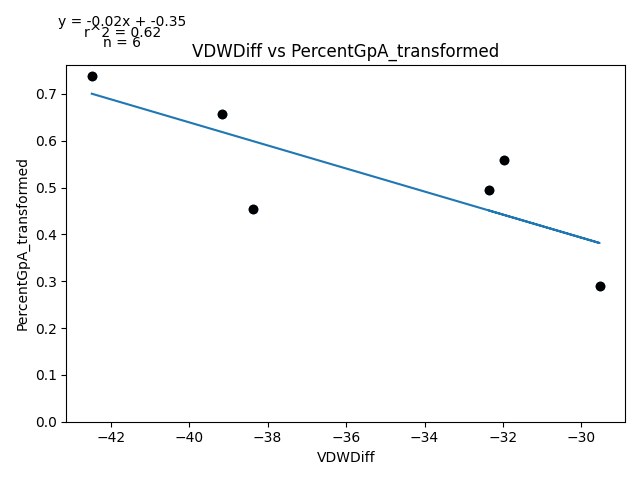 y = -0.02x + -0.35
r^2 = 0.62
n = 6
VDWDiff vs PercentGpA_transformed
PercentGpA_transformed
0.7
0.6
0.5
0.4
0.3
0.2
0.1
0.0
−42
−40
−38
−36
−34
−32
−30
VDWDiff